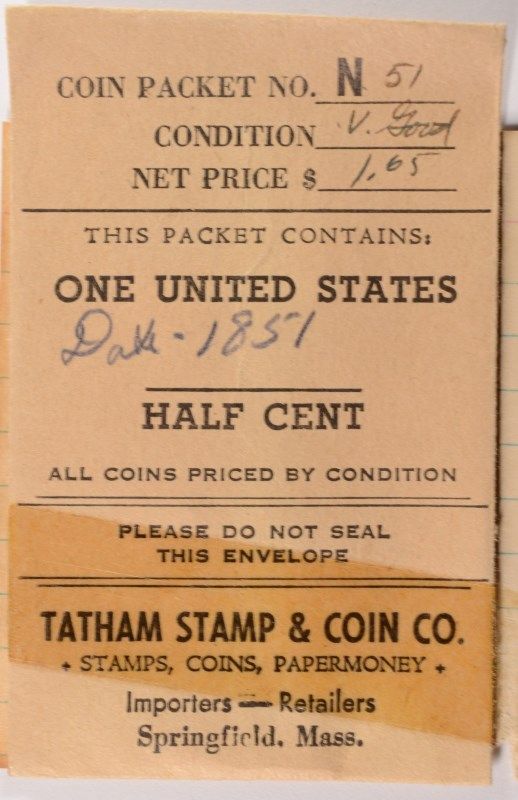 COIN PACKET NO. N 51
CONDITION V. Good
NET PRICE $ 1.65
THIS PACKET CONTAINS:
ONE UNITED STATES
Date - 1851
HALF CENT
ALL COINS PRICED BY CONDITION
PLEASE DO NOT SEAL
THIS ENVELOPE
TATHAM STAMP & COIN CO.
+ STAMPS, COINS, PAPERMONEY +
Importers — Retailers
Springfield, Mass.